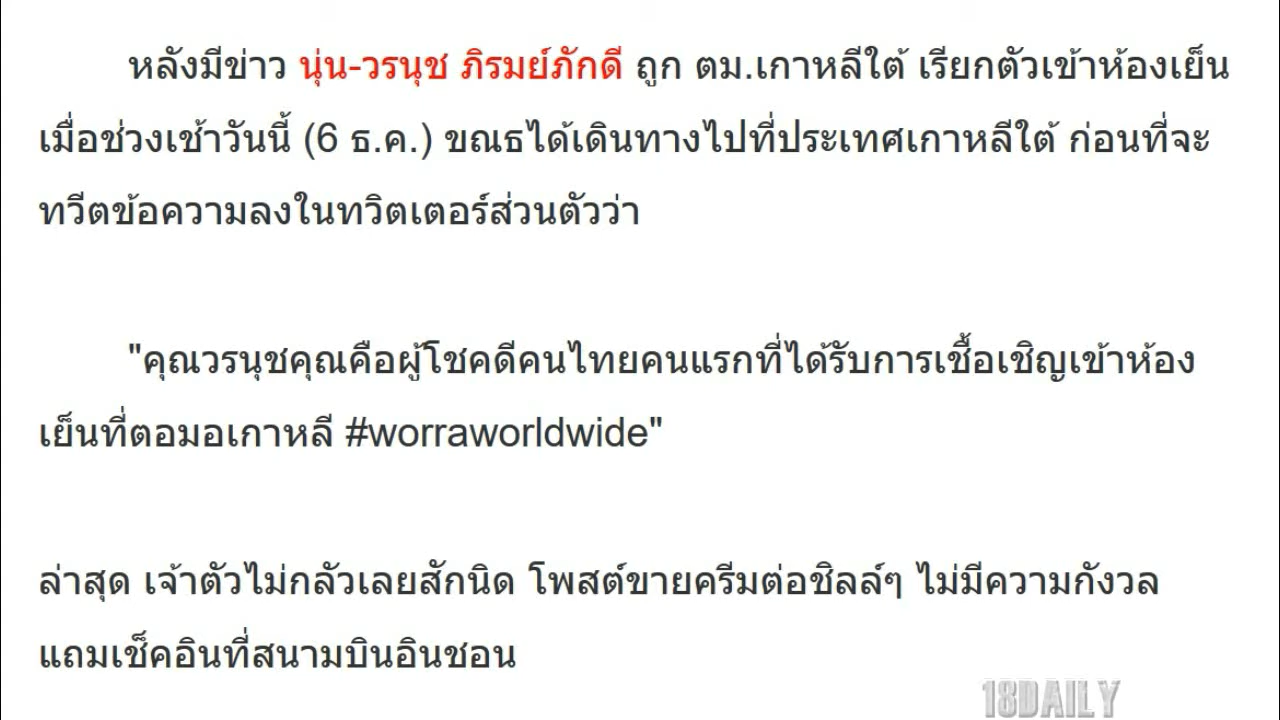 หลังมีข่าว นุ่น-วรนุช ภิรมย์ภักดี ถูก ตม.เกาหลีใต้ เรียกตัวเข้าห้องเย็น
เมื่อช่วงเช้าวันนี้ (6 ธ.ค.) ขณธได้เดินทางไปที่ประเทศเกาหลีใต้ ก่อนที่จะ
ทวีตข้อความลงในทวิตเตอร์ส่วนตัวว่า
"คุณวรนุชคุณคือผู้โชคดีคนไทยคนแรกที่ได้รับการเชื้อเชิญเข้าห้อง
เย็นที่ตอมอเกาหลี #worraworldwide"
ล่าสุด เจ้าตัวไม่กลัวเลยสักนิด โพสต์ขายครีมต่อชิลล์ๆ ไม่มีความกังวล
แถมเช็คอินที่สนามบินอินชอน
18DAILY